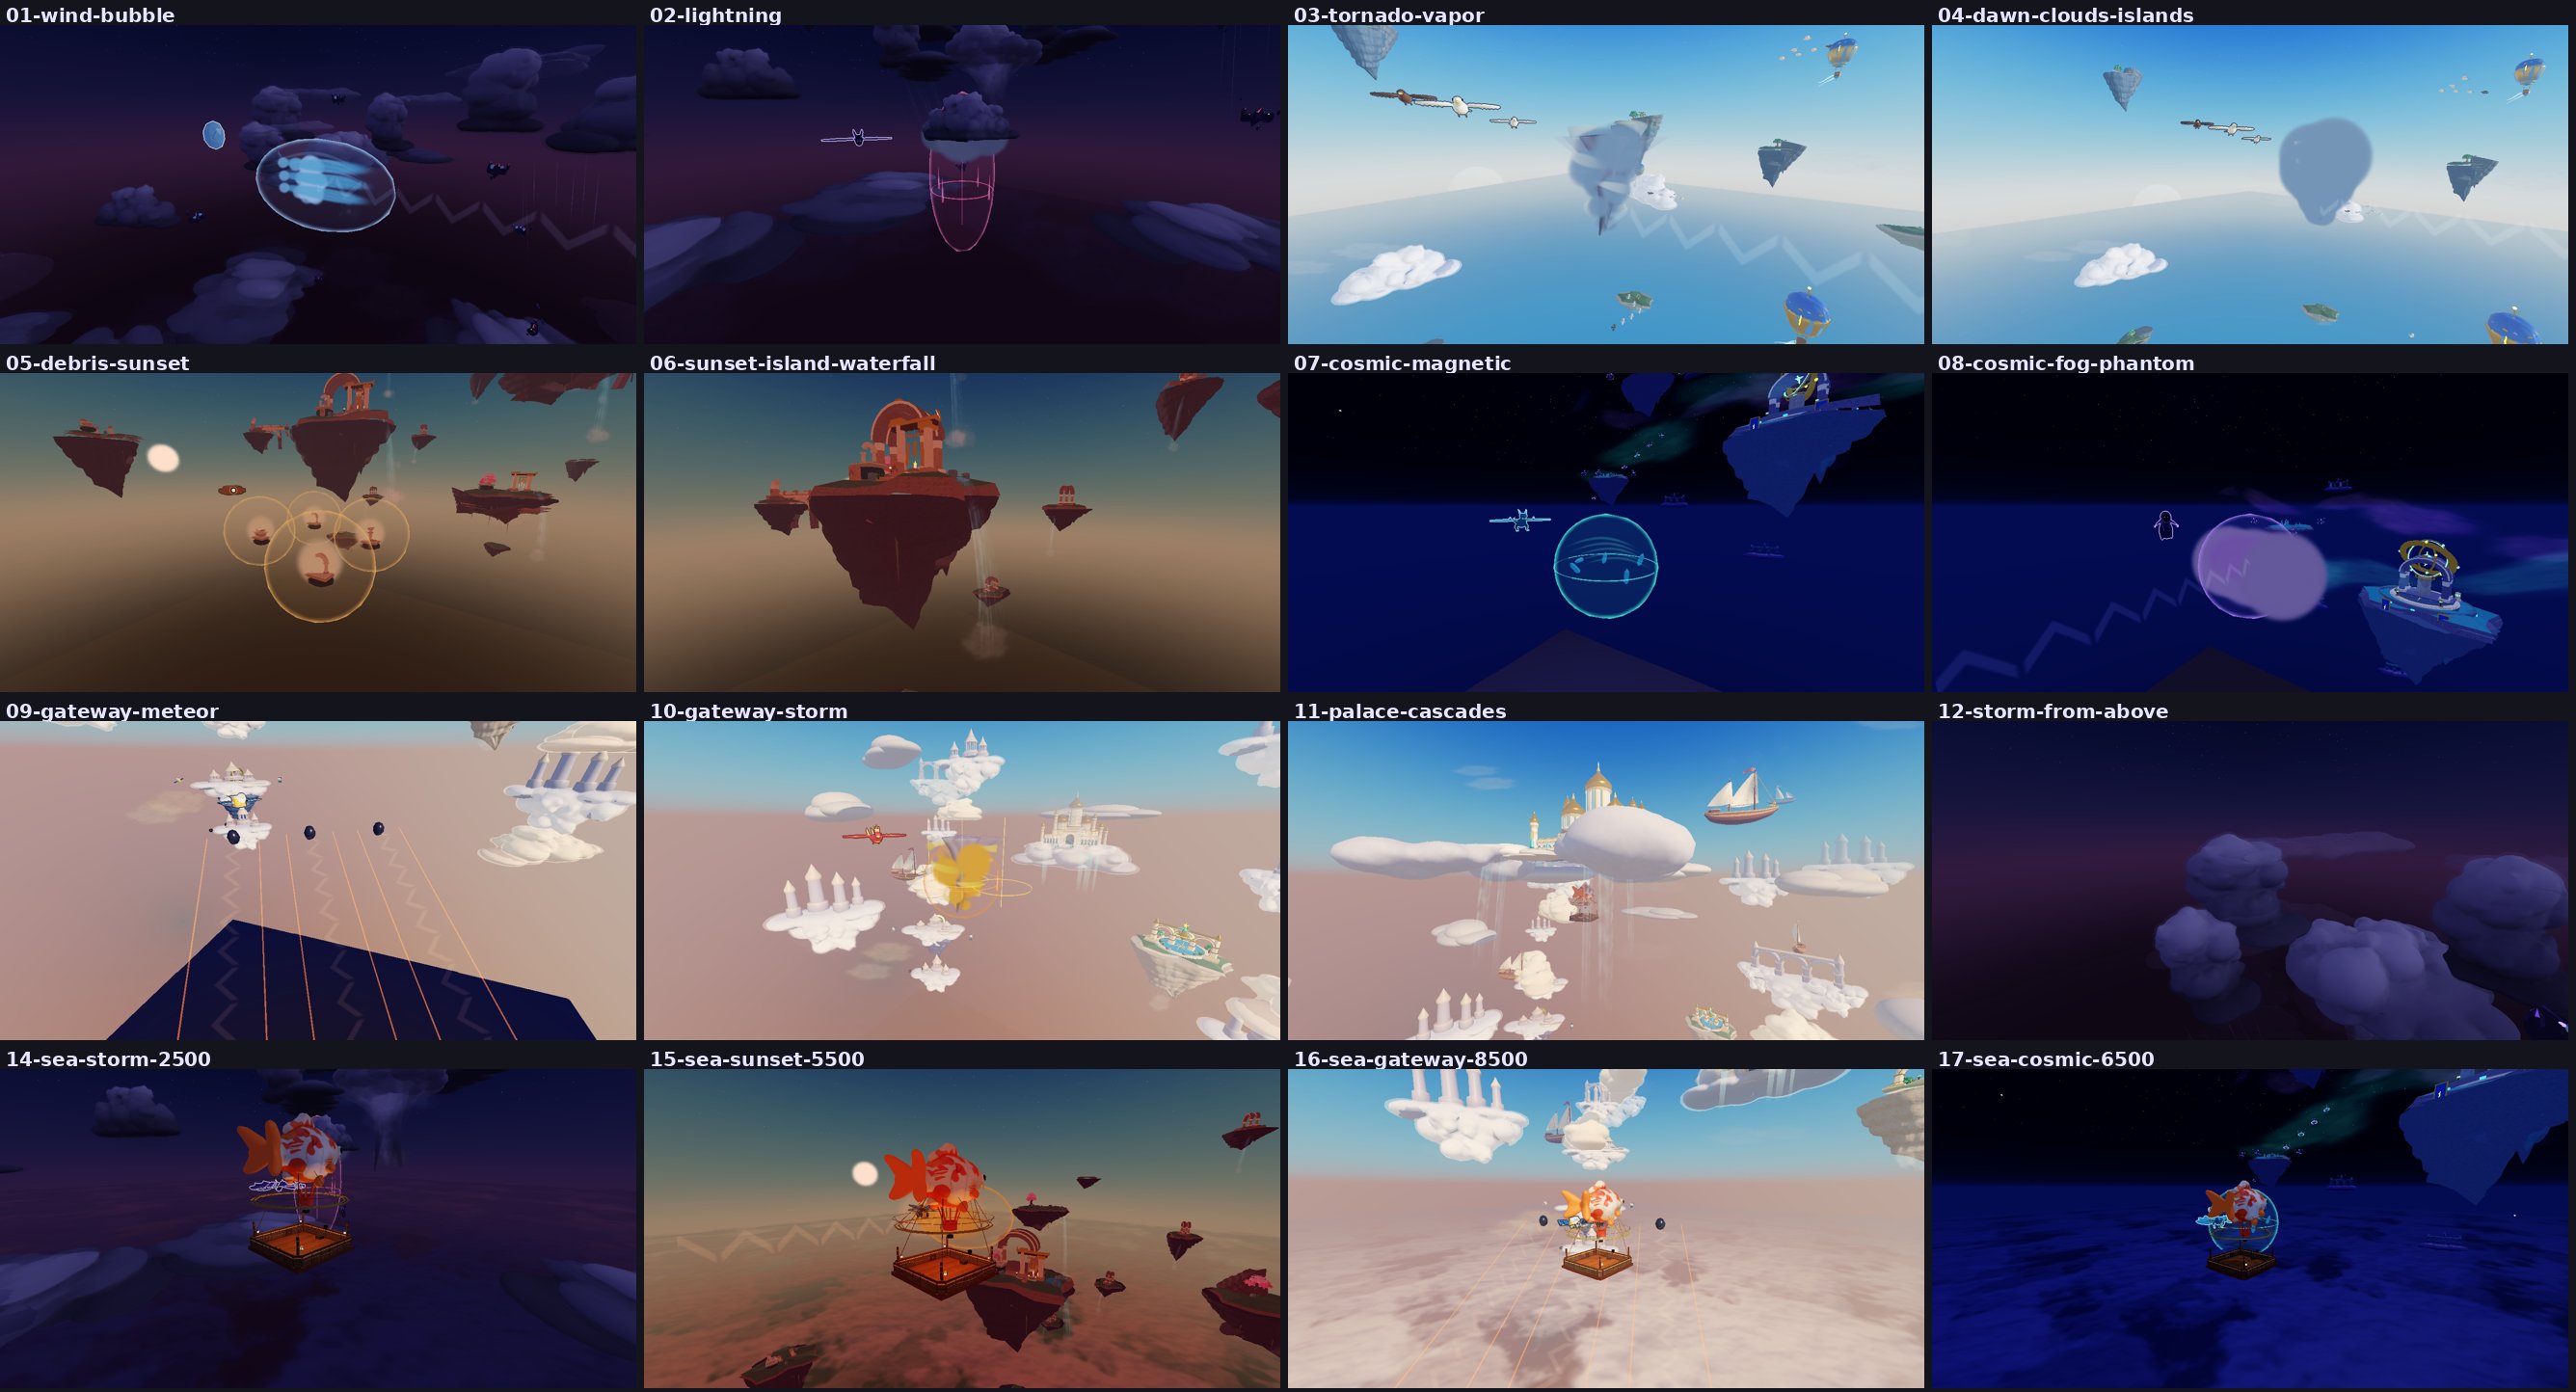 01-wind-bubble
02-lightning
03-tornado-vapor
04-dawn-clouds-islands
05-debris-sunset
06-sunset-island-waterfall
07-cosmic-magnetic
08-cosmic-fog-phantom
09-gateway-meteor
10-gateway-storm
11-palace-cascades
12-storm-from-above
14-sea-storm-2500
15-sea-sunset-5500
16-sea-gateway-8500
17-sea-cosmic-6500